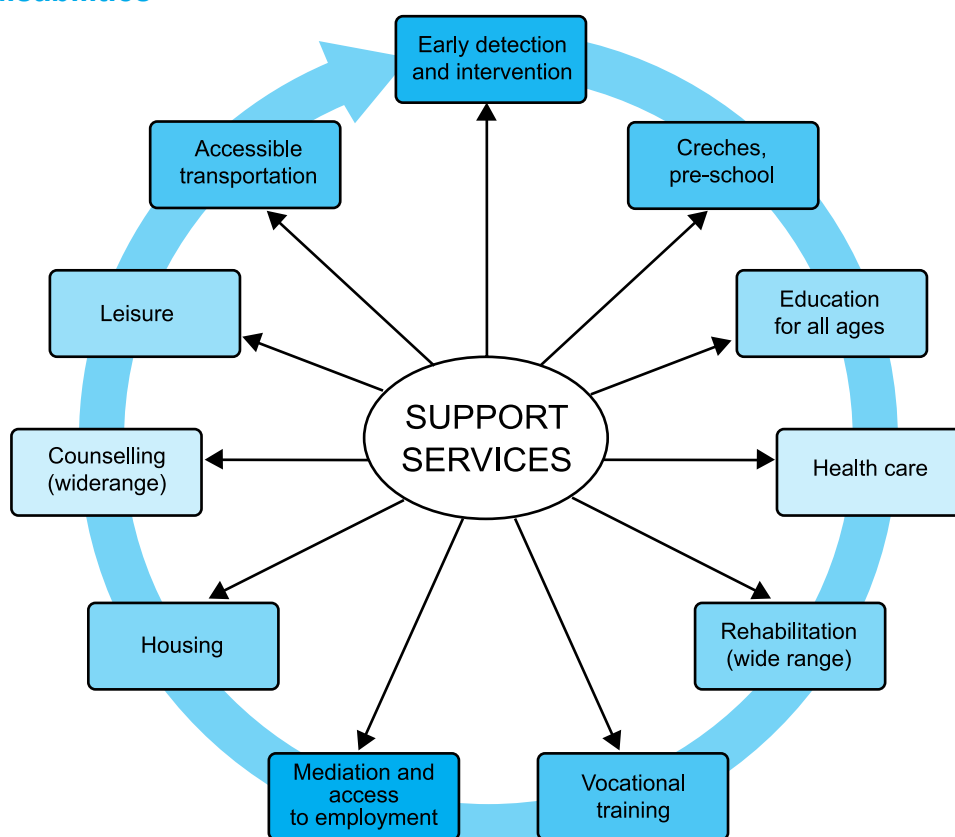 Early detection
and intervention
Creches,
pre-school
Education
for all ages
Health care
Rehabilitation
(wide range)
Vocational
training
Mediation and
access
to employment
Housing
Counselling
(widerange)
Leisure
Accessible
transportation
SUPPORT
SERVICES